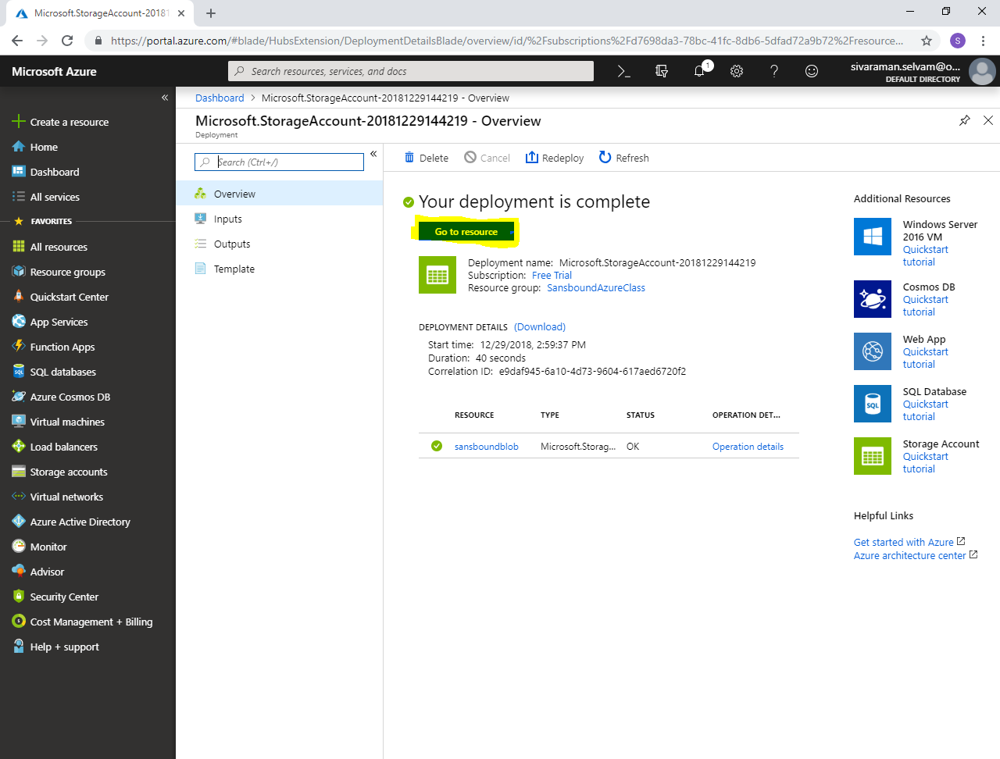 Microsoft.StorageAccount-20181
https://portal.azure.com/#blade/HubsExtension/DeploymentDetailsBlade/overview/id/%2Fsubscriptions%2Fd7698da3-78bc-41fc-8db6-5dfad72a9b72%2Fresource...
S
Microsoft Azure
Search resources, services, and docs
1
sivaraman.selvam@o...
DEFAULT DIRECTORY
Create a resource
Home
Dashboard
All services
FAVORITES
All resources
Resource groups
Quickstart Center
App Services
Function Apps
SQL databases
Azure Cosmos DB
Virtual machines
Load balancers
Storage accounts
Virtual networks
Azure Active Directory
Monitor
Advisor
Security Center
Cost Management + Billing
Help + support
Dashboard > Microsoft.StorageAccount-20181229144219 - Overview
Microsoft.StorageAccount-20181229144219 - Overview
Deployment
Search (Ctrl+/)
Overview
Inputs
Outputs
Template
Delete Cancel Redeploy Refresh
Your deployment is complete
Go to resource
Deployment name: Microsoft.StorageAccount-20181229144219
Subscription: Free Trial
Resource group: SansboundAzureClass
DEPLOYMENT DETAILS (Download)
Start time: 12/29/2018, 2:59:37 PM
Duration: 40 seconds
Correlation ID: e9daf945-6a10-4d73-9604-617aed6720f2
RESOURCE TYPE STATUS OPERATION DET...
sansboundblob Microsoft.Storag... OK Operation details
Additional Resources
Windows Server
2016 VM
Quickstart
tutorial
Cosmos DB
Quickstart
tutorial
Web App
Quickstart
tutorial
SQL
SQL Database
Quickstart
tutorial
Storage Account
Quickstart
tutorial
Helpful Links
Get started with Azure
Azure architecture center